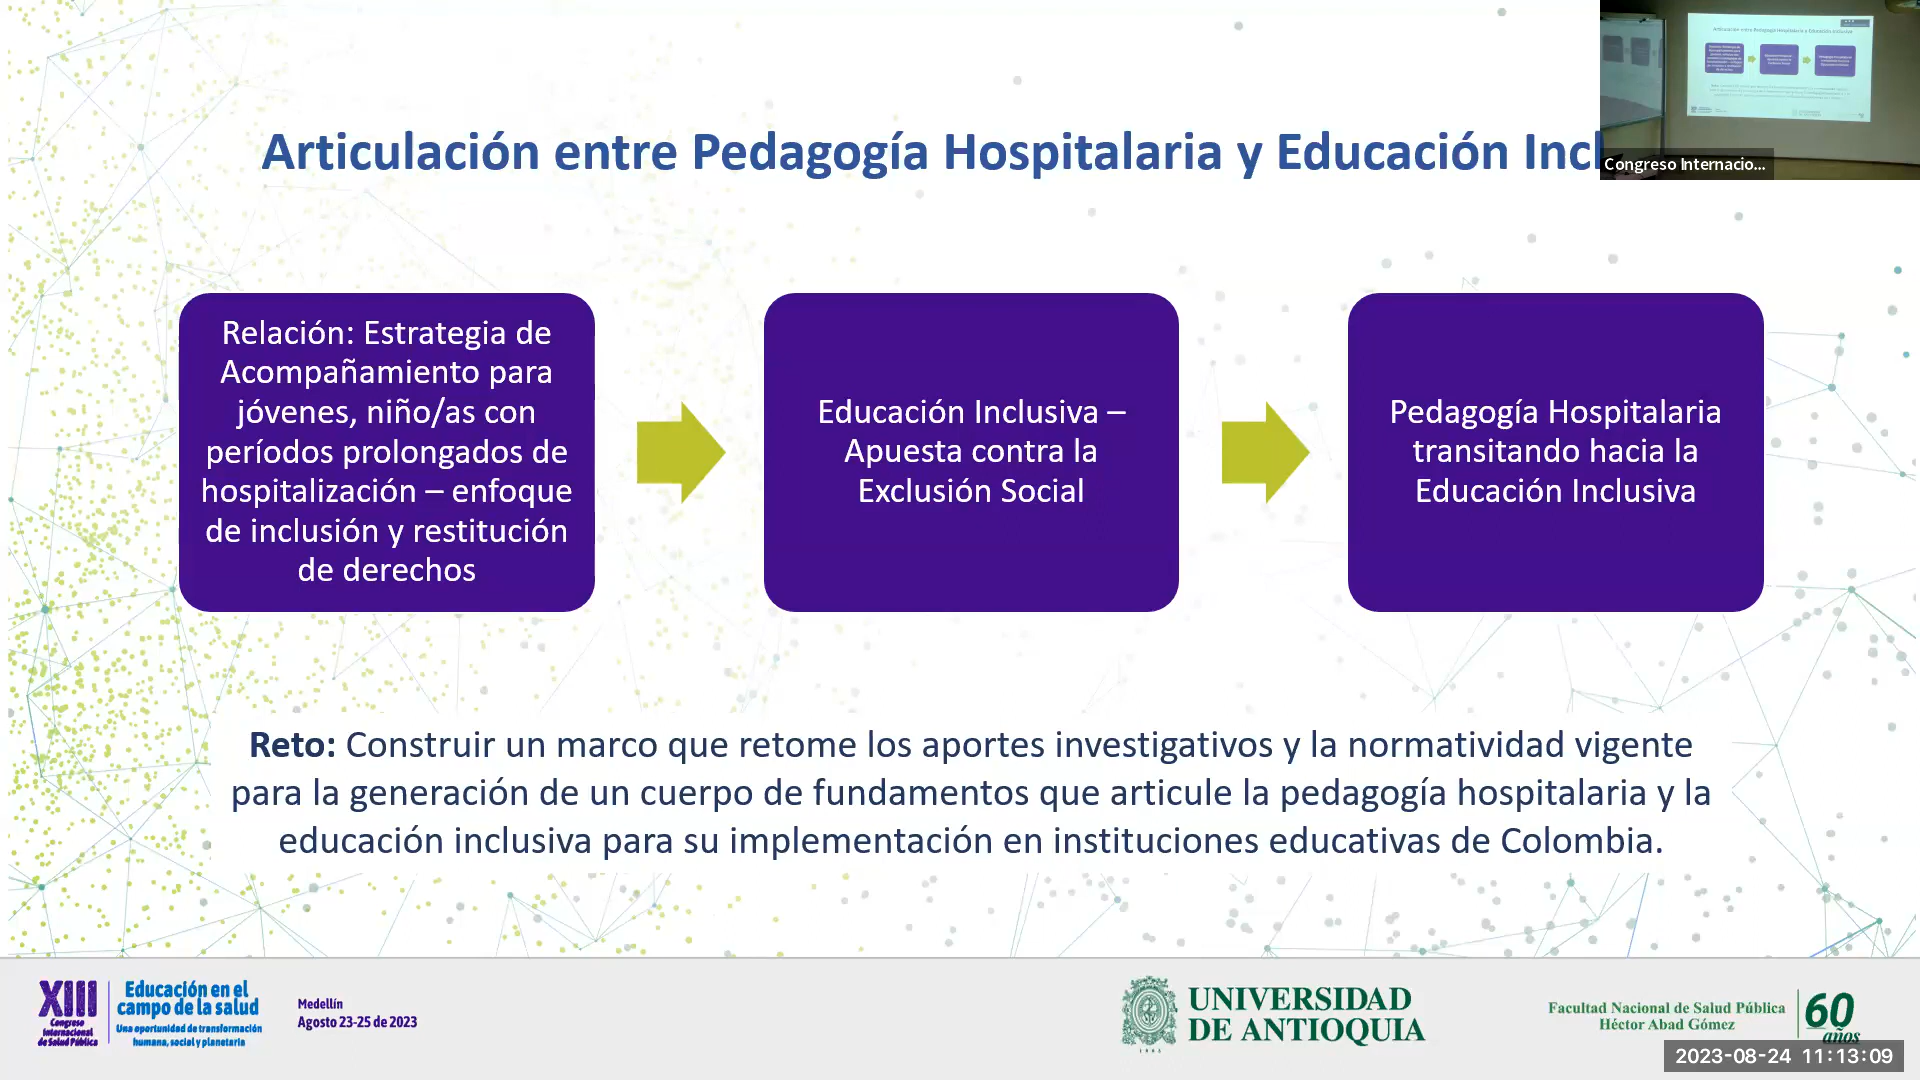 Articulación entre Pedagogía Hospitalaria y Educación Incl
Congreso Internacio...
Relación: Estrategia de
Acompañamiento para
jóvenes, niño/as con
períodos prolongados de
hospitalización – enfoque
de inclusión y restitución
de derechos
Educación Inclusiva –
Apuesta contra la
Exclusión Social
Pedagogía Hospitalaria
transitando hacia la
Educación Inclusiva
Reto: Construir un marco que retome los aportes investigativos y la normatividad vigente
para la generación de un cuerpo de fundamentos que articule la pedagogía hospitalaria y la
educación inclusiva para su implementación en instituciones educativas de Colombia.
XIII
Congreso
Internacional
de Salud Pública
Educación en el
campo de la salud
Una oportunidad de transformación
humana, social y planetaria
Medellín
Agosto 23-25 de 2023
UNIVERSIDAD
DE ANTIOQUIA
1803
Facultad Nacional de Salud Pública
Héctor Abad Gómez
60
años
2023-08-24 11:13:09